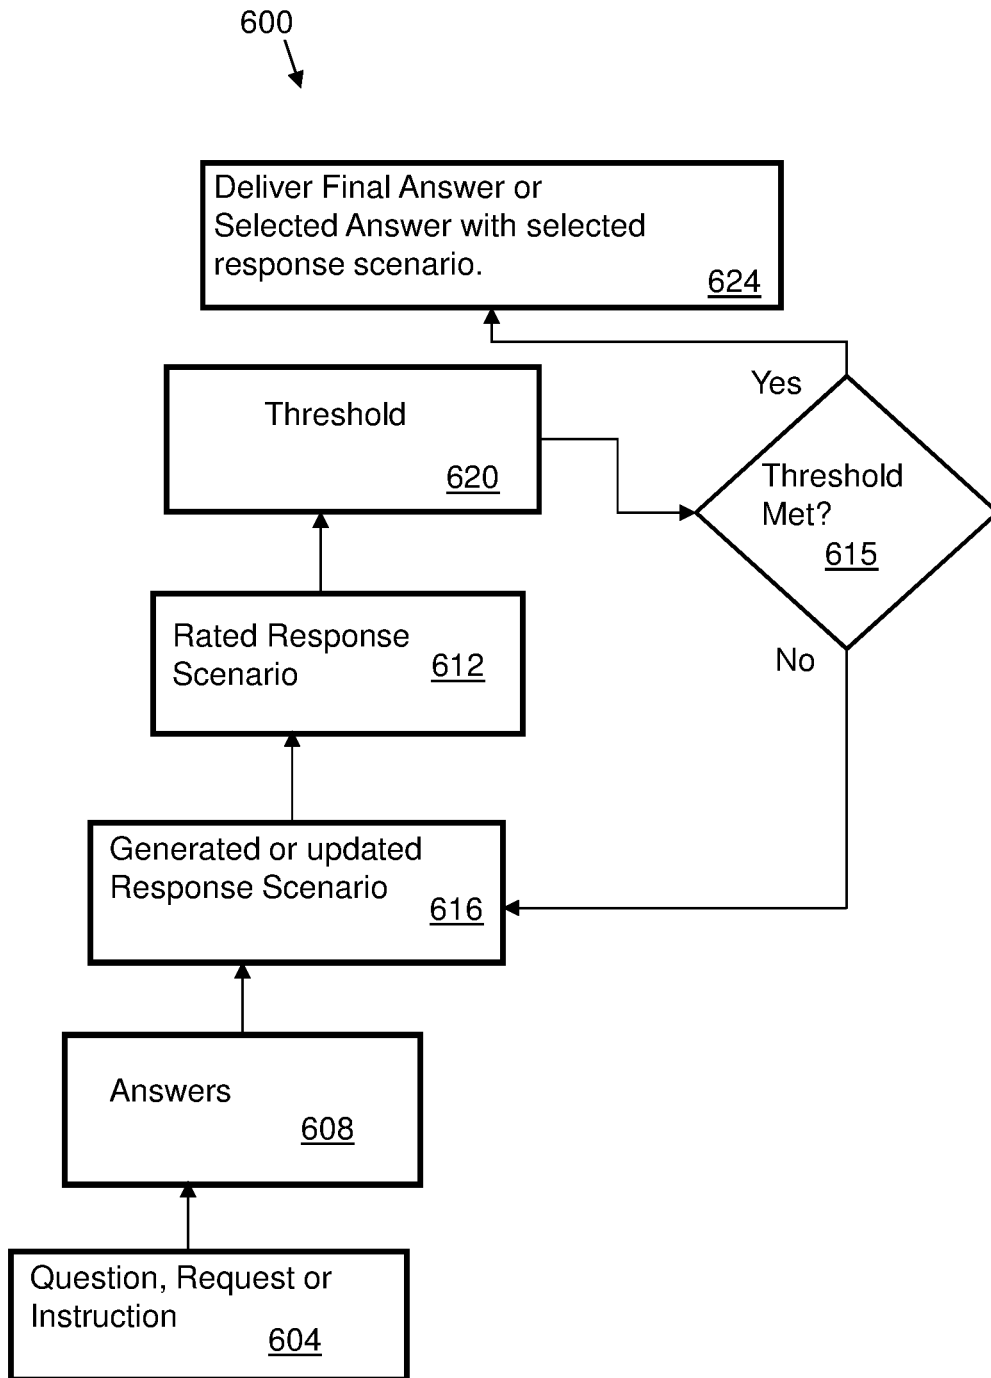 600
Deliver Final Answer or
Selected Answer with selected
response scenario.
624
Yes
Threshold
620
Threshold
Met?
615
Rated Response
Scenario
612
No
Generated or updated
Response Scenario
616
Answers
608
Question, Request or
Instruction
604